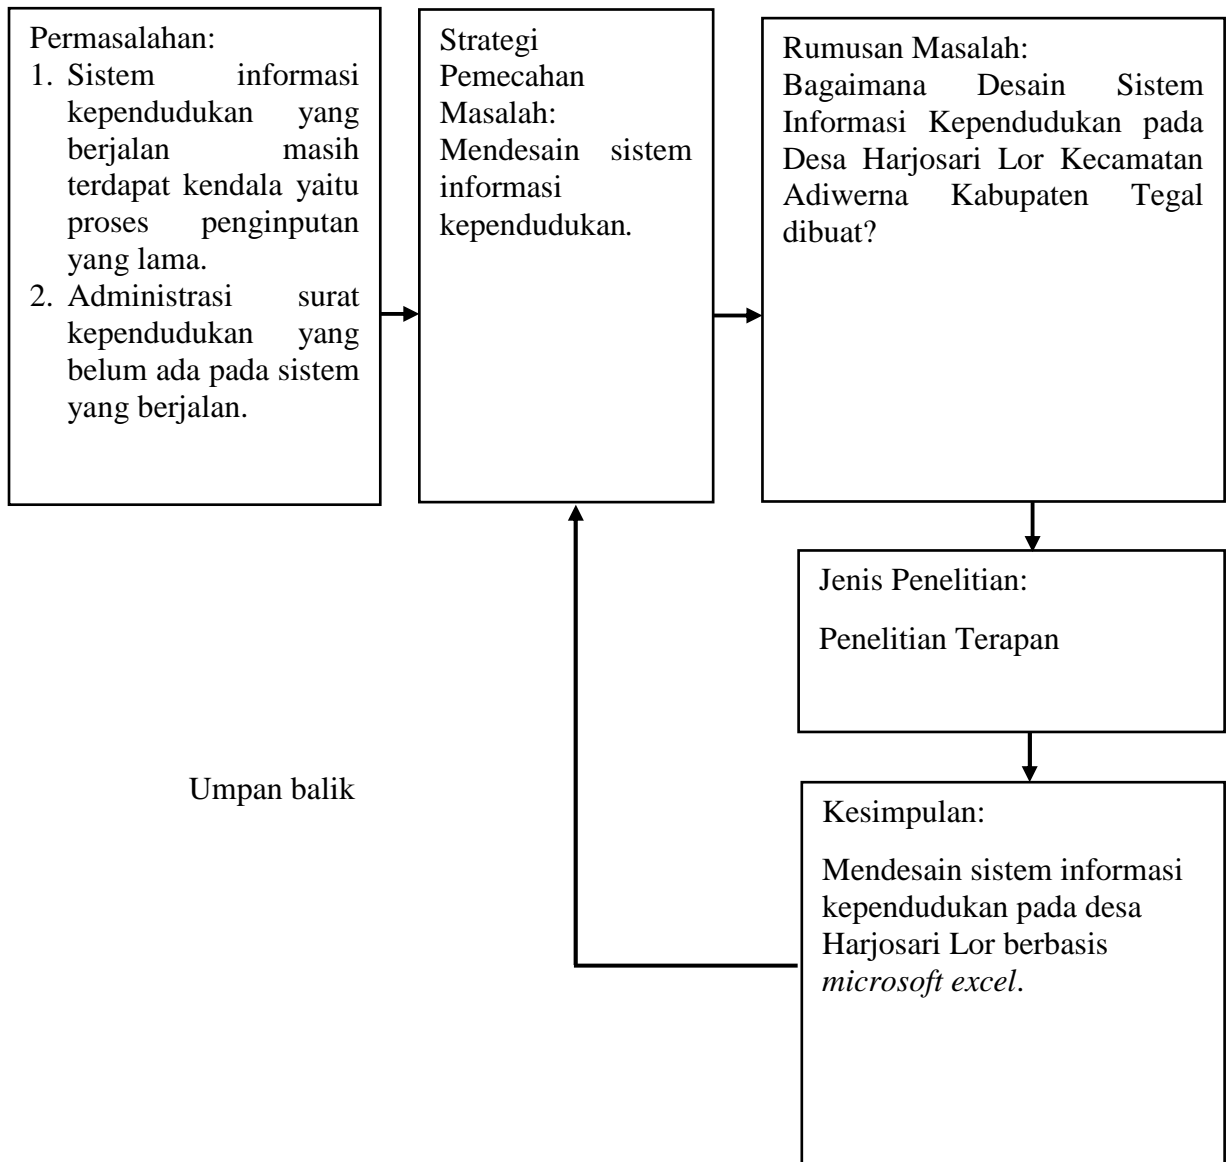 Permasalahan:
1. Sistem informasi
kependudukan yang
berjalan masih
terdapat kendala yaitu
proses penginputan
yang lama.
2. Administrasi surat
kependudukan yang
belum ada pada sistem
yang berjalan.
Strategi
Pemecahan
Masalah:
Mendesain sistem
informasi
kependudukan.
Rumusan Masalah:
Bagaimana Desain Sistem
Informasi Kependudukan pada
Desa Harjosari Lor Kecamatan
Adiwerna Kabupaten Tegal
dibuat?
Jenis Penelitian:
Penelitian Terapan
Kesimpulan:
Mendesain sistem informasi
kependudukan pada desa
Harjosari Lor berbasis
microsoft excel.
Umpan balik